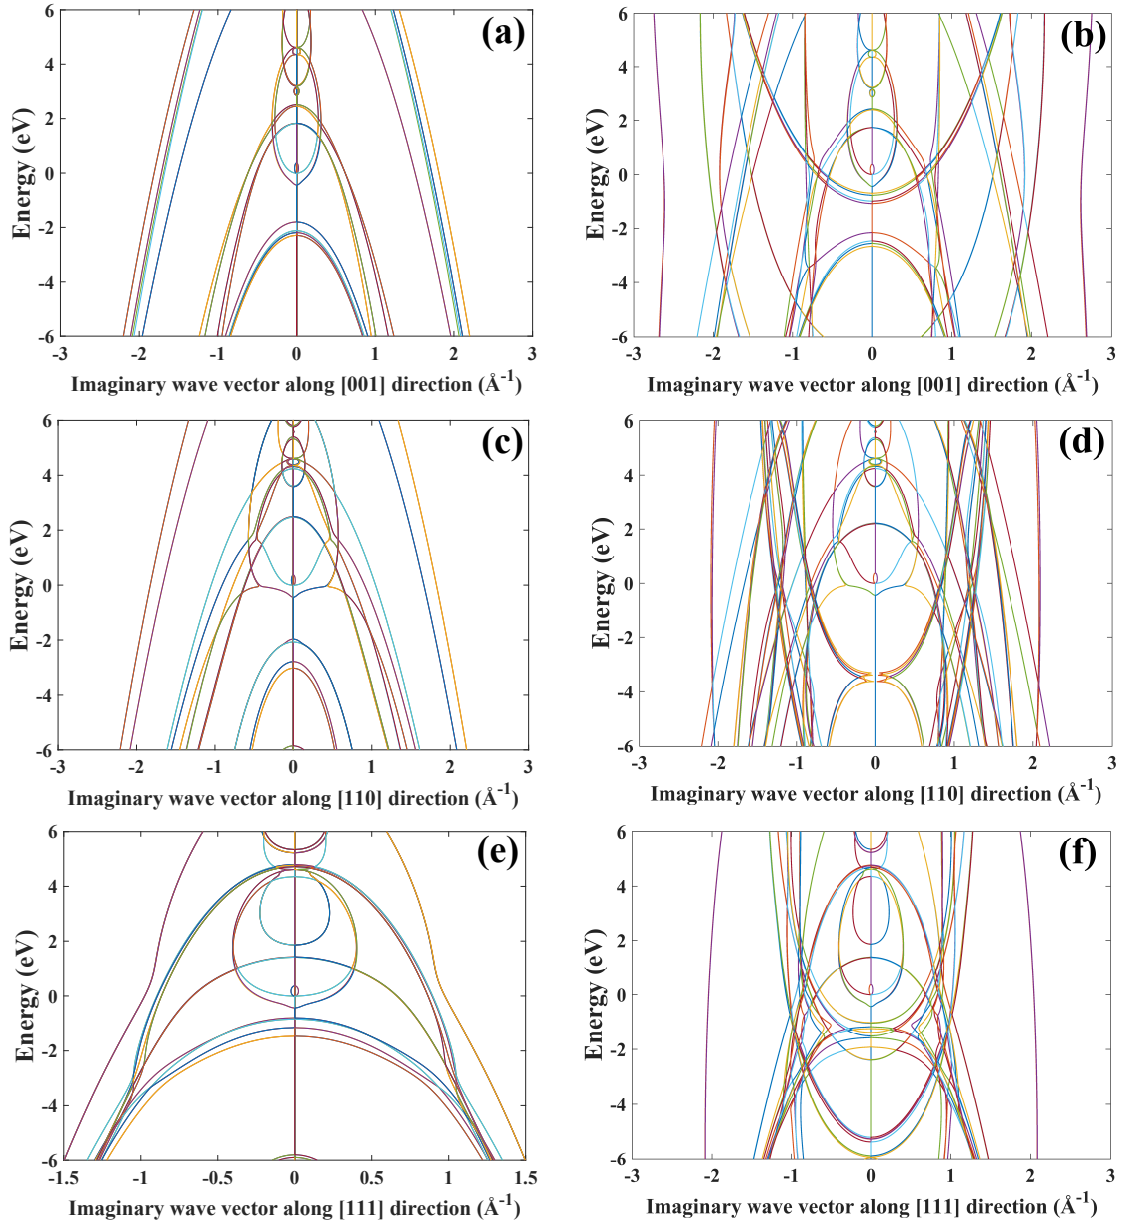 (a)
6
4
2
0
-2
-4
-6
Energy (eV)
-3 -2 -1 0 1 2 3
Imaginary wave vector along [001] direction (Å-1)
(b)
6
4
2
0
-2
-4
-6
Energy (eV)
-3 -2 -1 0 1 2 3
Imaginary wave vector along [001] direction (Å-1)
(c)
6
4
2
0
-2
-4
-6
Energy (eV)
-3 -2 -1 0 1 2 3
Imaginary wave vector along [110] direction (Å-1)
(d)
6
4
2
0
-2
-4
-6
Energy (eV)
-3 -2 -1 0 1 2 3
Imaginary wave vector along [110] direction (Å-1)
(e)
6
4
2
0
-2
-4
-6
Energy (eV)
-1.5 -1 -0.5 0 0.5 1 1.5
Imaginary wave vector along [111] direction (Å-1)
(f)
6
4
2
0
-2
-4
-6
Energy (eV)
-3 -2 -1 0 1 2 3
Imaginary wave vector along [111] direction (Å-1)